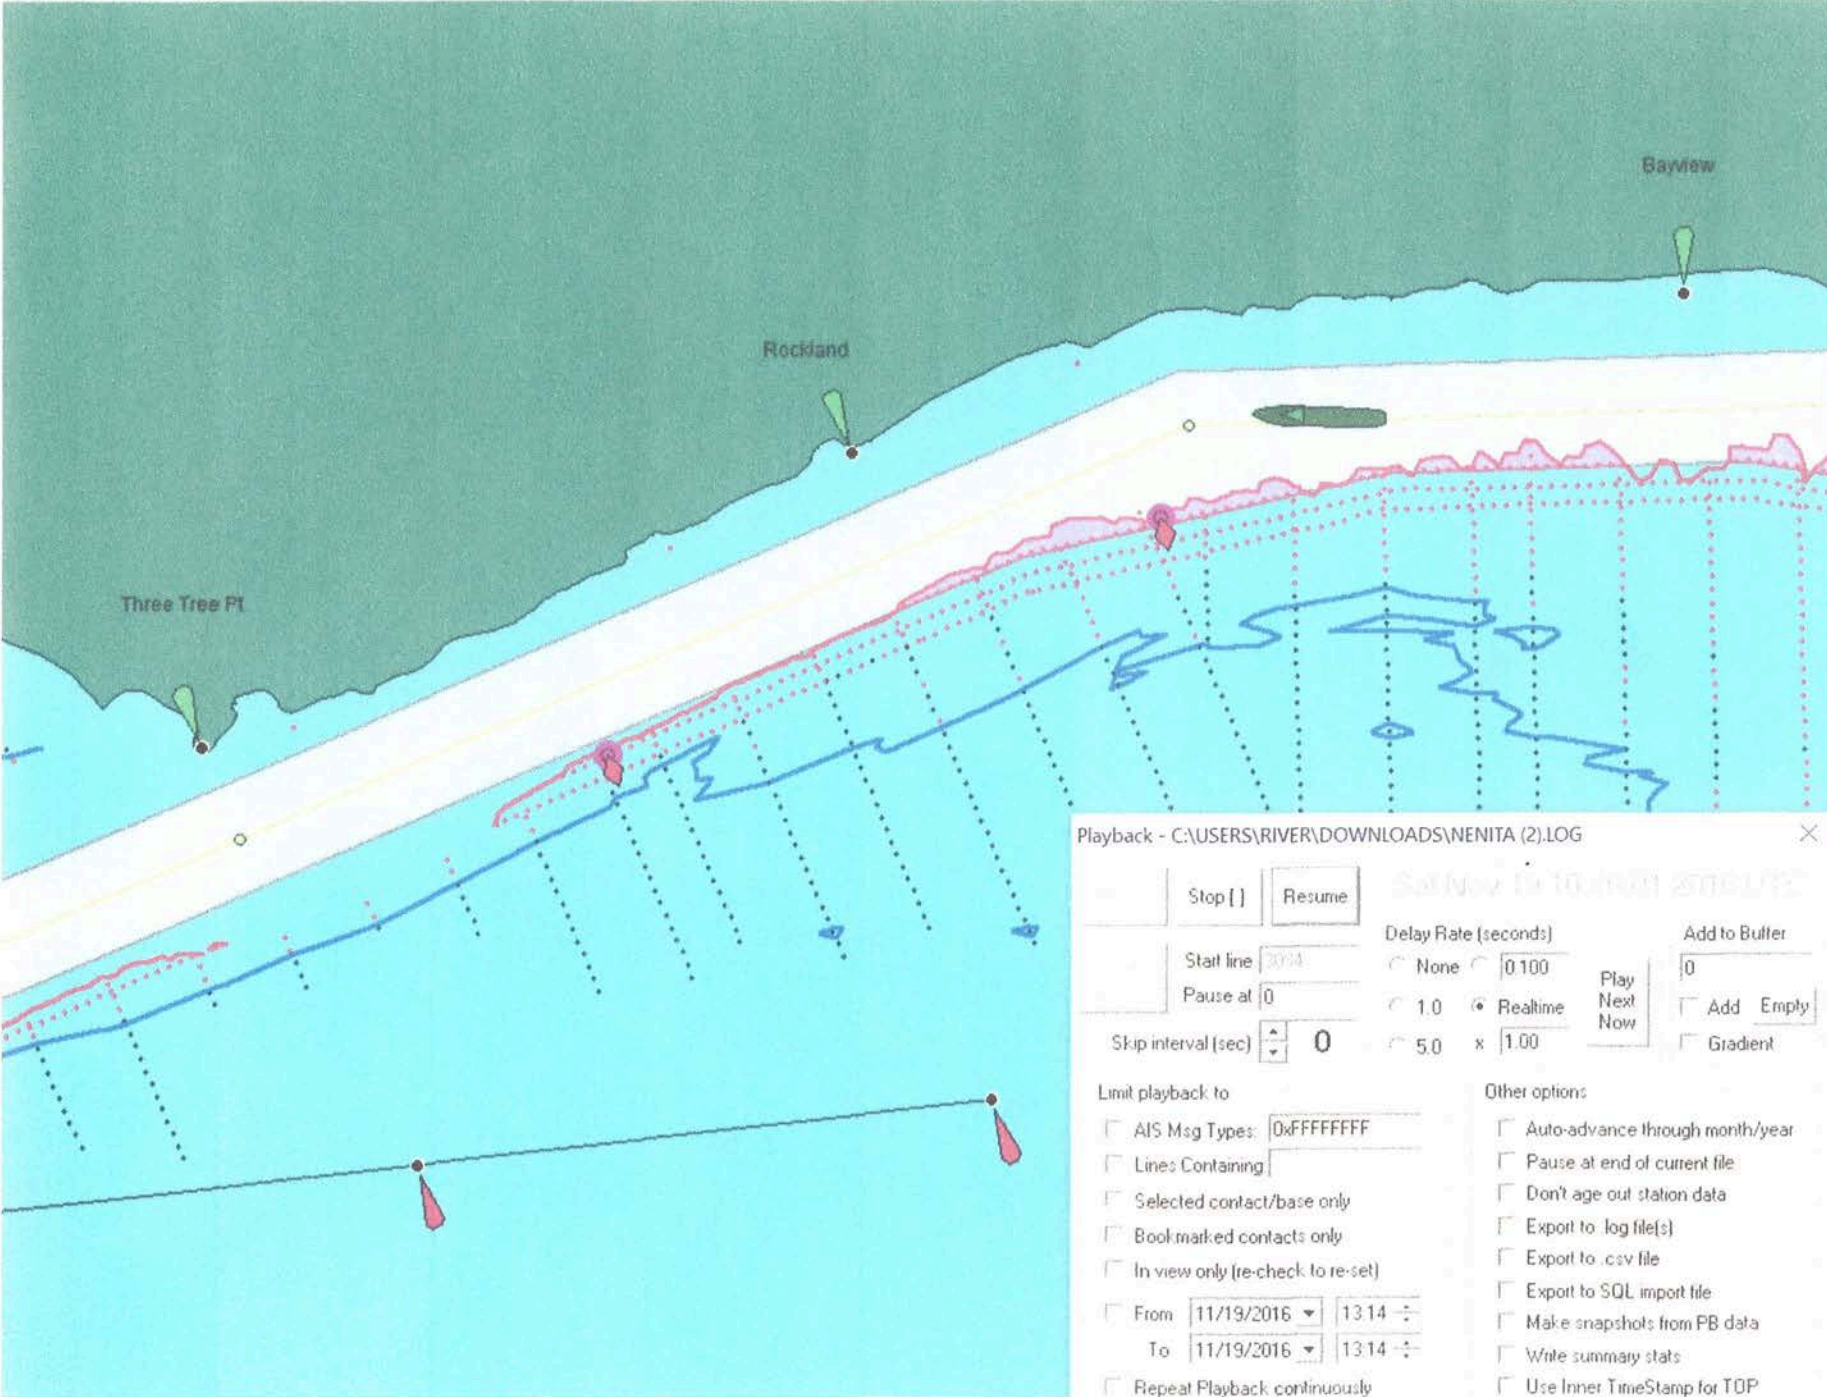 Bayview
Rockland
Three Tree Pt
Playback - C:\USERS\RIVER\DOWNLOADS\NENITA (2).LOG
Stop [ ] Resume
Delay Rate (seconds) Add to Buffer
Start line
None 0.100 0
Pause at 0
Play Next Now
1.0 Realtime Add Empty
Skip interval (sec) 0
5.0 x 1.00 Gradient
Limit playback to Other options
AIS Msg Types: 0xFFFFFFFF Auto-advance through month/year
Lines Containing Pause at end of current file
Selected contact/base only Don't age out station data
Bookmarked contacts only Export to .log file(s)
In view only (re-check to re-set) Export to .csv file
Export to SQL import file
From 11/19/2016 13:14 Make snapshots from PB data
To 11/19/2016 13:14 Write summary stats
Repeat Playback continuously Use Inner TimeStamp for TOP